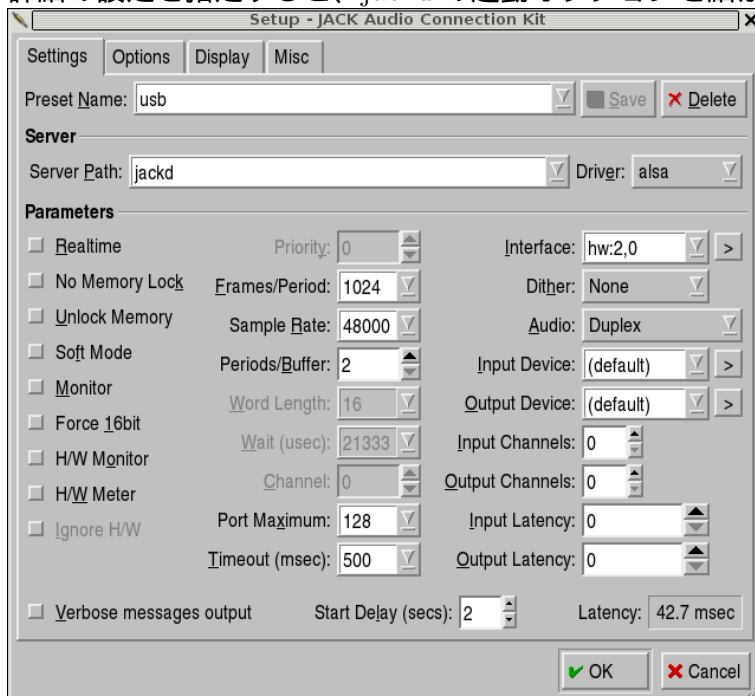 Setup - JACK Audio Connection Kit
Settings Options Display Misc
Preset Name: usb Save Delete
Server
Server Path: jackd Driver: alsa
Parameters
Realtime Priority: 0 Interface: hw:2,0 >
No Memory Lock Frames/Period: 1024 Dither: None
Unlock Memory Sample Rate: 48000 Audio: Duplex
Soft Mode Periods/Buffer: 2 Input Device: (default) >
Monitor Word Length: 16 Output Device: (default) >
Force 16bit Wait (usec): 21333 Input Channels: 0
H/W Monitor Channel: 0 Output Channels: 0
H/W Meter Port Maximum: 128 Input Latency: 0
Ignore H/W Timeout (msec): 500 Output Latency: 0
Verbose messages output Start Delay (secs): 2 Latency: 42.7 msec
OK Cancel